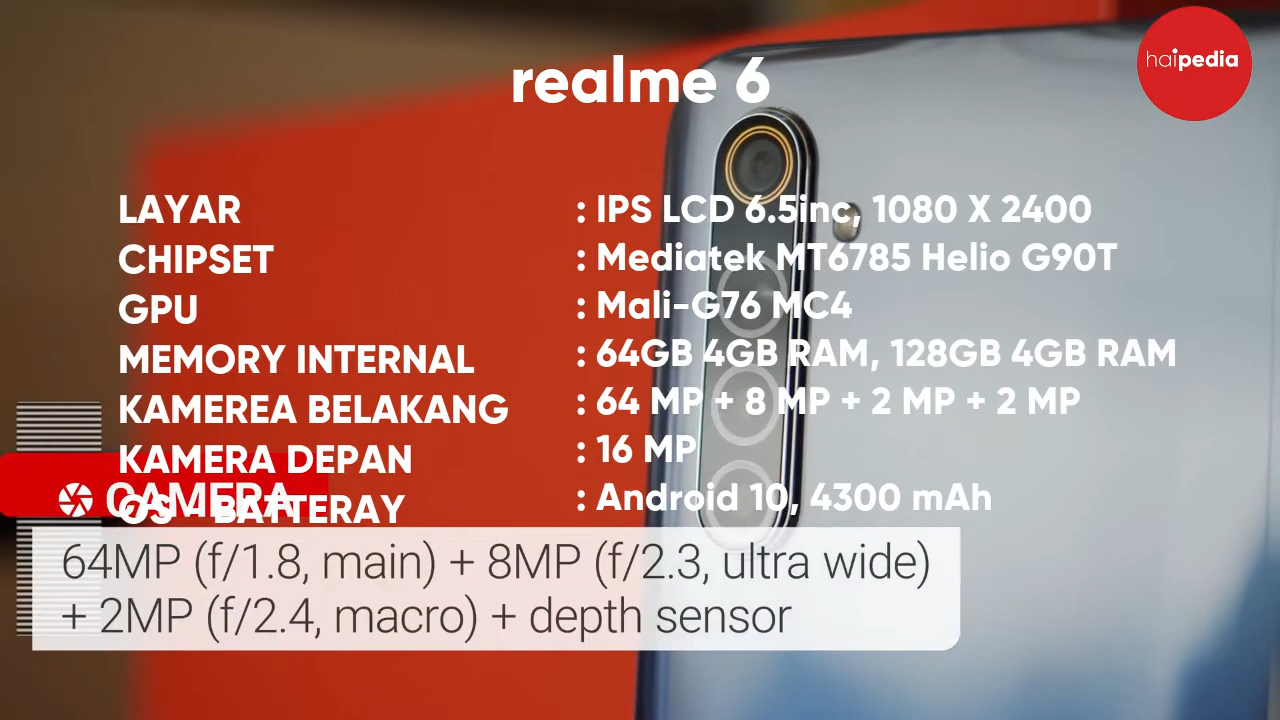 realme 6
haipedia
LAYAR : IPS LCD 6.5inc, 1080 X 2400
CHIPSET : Mediatek MT6785 Helio G90T
GPU : Mali-G76 MC4
MEMORY INTERNAL : 64GB 4GB RAM, 128GB 4GB RAM
KAMEREA BELAKANG : 64 MP + 8 MP + 2 MP + 2 MP
KAMERA DEPAN : 16 MP
OS - BATTERAY : Android 10, 4300 mAh
CAMERA
64MP (f/1.8, main) + 8MP (f/2.3, ultra wide)
+ 2MP (f/2.4, macro) + depth sensor